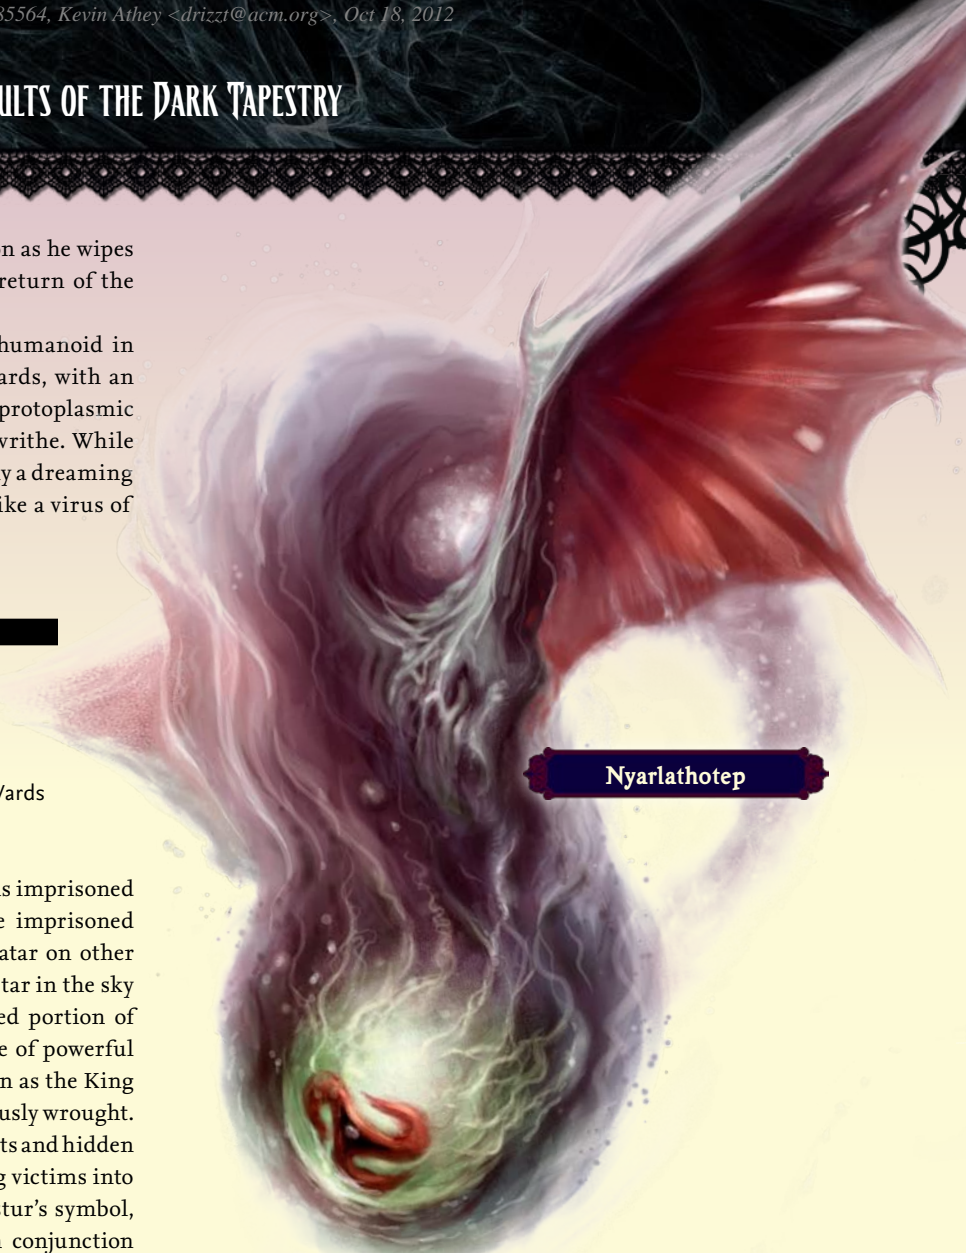 85564, Kevin Athey <drizzt@acm.org>, Oct 18, 2012
ults of the Dark Tapestry
n as he wipes
return of the
humanoid in
ards, with an
protoplasmic
writhe. While
y a dreaming
ike a virus of
Nyarlathotep
Wards
s imprisoned
e imprisoned
atar on other
tar in the sky
ed portion of
e of powerful
n as the King
usly wrought.
ts and hidden
g victims into
stur's symbol,
n conjunction